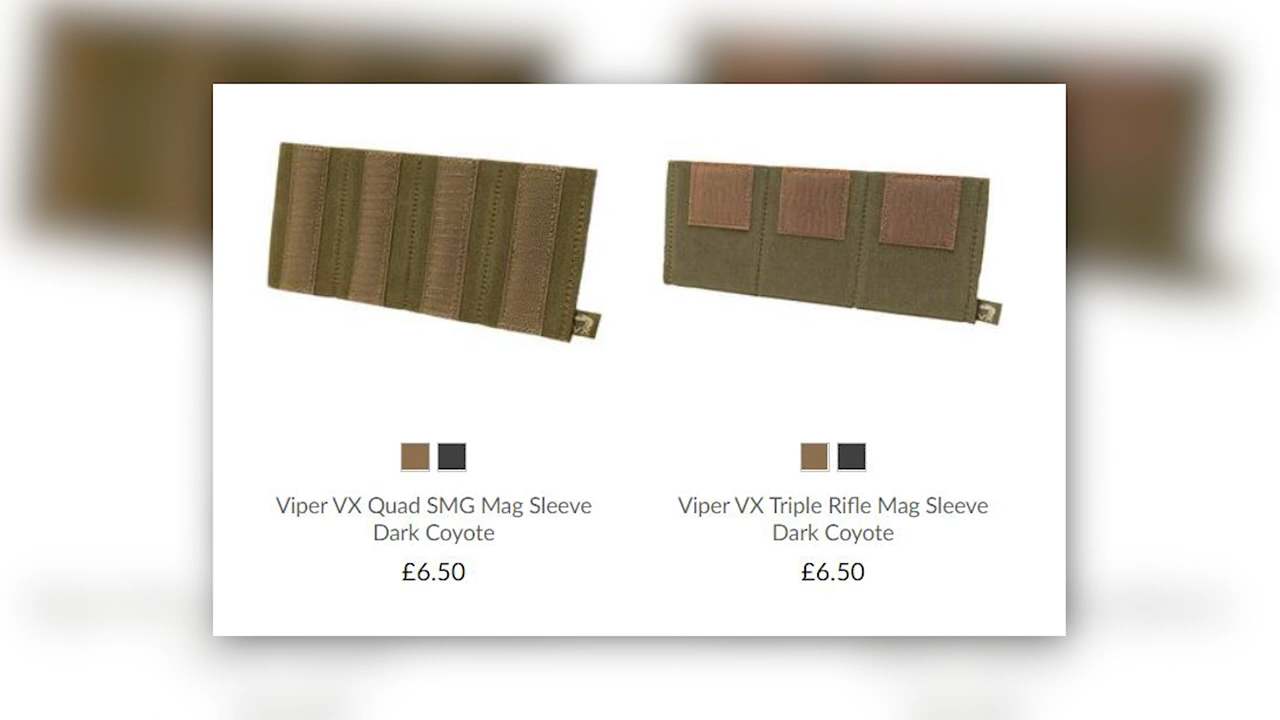 Viper VX Quad SMG Mag Sleeve
Dark Coyote
£6.50
Viper VX Triple Rifle Mag Sleeve
Dark Coyote
£6.50